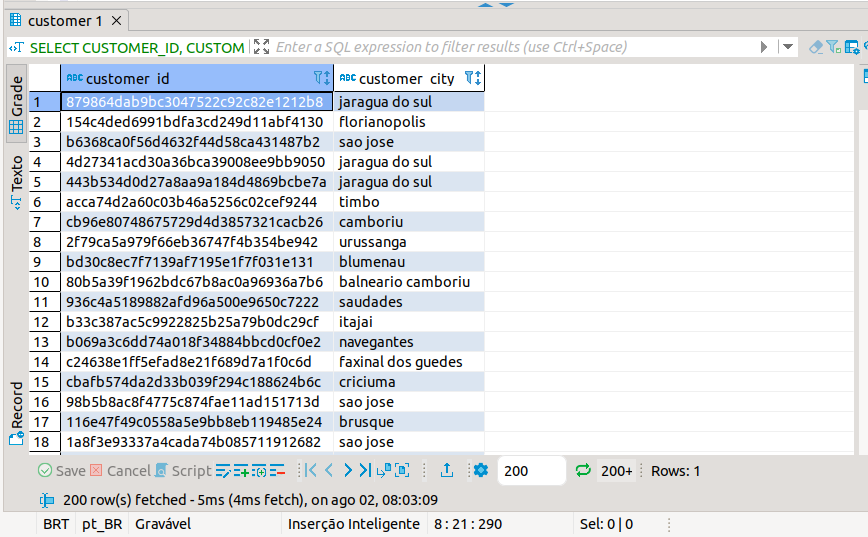 customer 1
SELECT CUSTOMER_ID, CUSTOM Enter a SQL expression to filter results (use Ctrl+Space)
Grade
Texto
Record
ABC customer_id ABC customer_city
1 879864dab9bc3047522c92c82e1212b8 jaragua do sul
2 154c4ded6991bdfa3cd249d11abf4130 florianopolis
3 b6368ca0f56d4632f44d58ca431487b2 sao jose
4 4d27341acd30a36bca39008ee9bb9050 jaragua do sul
5 443b534d0d27a8aa9a184d4869bcbe7a jaragua do sul
6 acca74d2a60c03b46a5256c02cef9244 timbo
7 cb96e80748675729d4d3857321cacb26 camboriu
8 2f79ca5a979f66eb36747f4b354be942 urussanga
9 bd30c8ec7f7139af7195e1f7f031e131 blumenau
10 80b5a39f1962bdc67b8ac0a96936a7b6 balneario camboriu
11 936c4a5189882afd96a500e9650c7222 saudades
12 b33c387ac5c9922825b25a79b0dc29cf itajai
13 b069a3c6dd74a018f34884bbcd0cf0e2 navegantes
14 c24638e1ff5efad8e21f689d7a1f0c6d faxinal dos guedes
15 cbafb574da2d33b039f294c188624b6c criciuma
16 98b5b8ac8f4775c874fae11ad151713d sao jose
17 116e47f49c0558a5e9bb8eb119485e24 brusque
18 1a8f3e93337a4cada74b085711912682 sao jose
Save Cancel Script 200 200+ Rows: 1
200 row(s) fetched - 5ms (4ms fetch), on ago 02, 08:03:09
BRT pt_BR Gravável Inserção Inteligente 8 : 21 : 290 Sel: 0 | 0